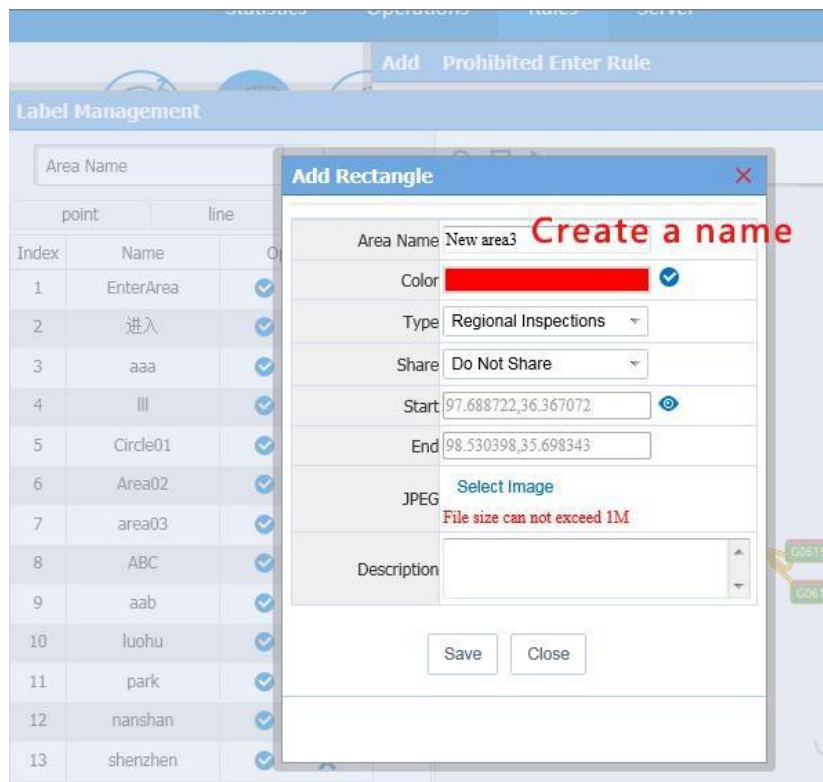 Statistics Operations Rules Server
Add Prohibited Enter Rule
Label Management
Area Name
point line
Index Name
1 EnterArea
2 进入
3 aaa
4
5 Circle01
6 Area02
7 area03
8 ABC
9 aab
10 luohu
11 park
12 nanshan
13 shenzhen
Add Rectangle
Area Name New area3 Create a name
Color
Type Regional Inspections
Share Do Not Share
Start 97.688722,36.367072
End 98.530398,35.698343
JPEG Select Image
File size can not exceed 1M
Description
Save Close
G0615